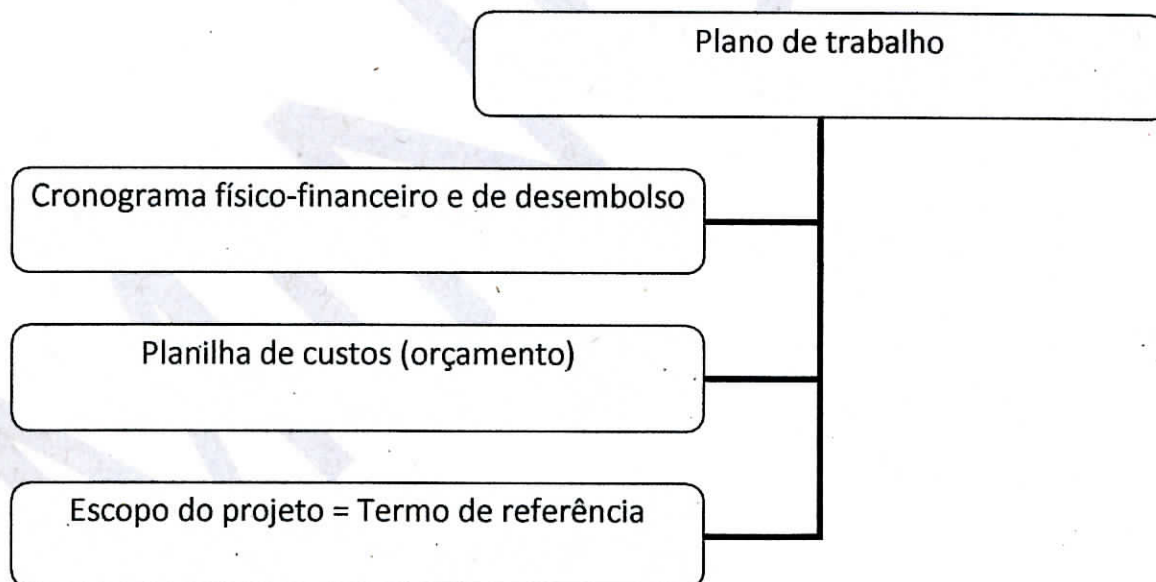 Plano de trabalho
Cronograma físico-financeiro e de desembolso
Planilha de custos (orçamento)
Escopo do projeto = Termo de referência